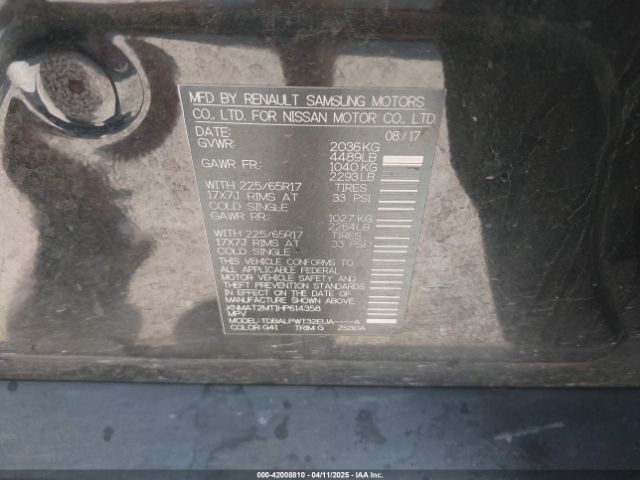 MFD BY RENAULT SAMSUNG MOTORS
CO. LTD. FOR NISSAN MOTOR CO. LTD.
DATE: 08/17
GVWR: 2036KG
4489LB
GAWR FR: 1040KG
2293LB
WITH 225/65R17 TIRES
17X7J RIMS AT 33 PSI
COLD SINGLE
GAWR RR: 1027KG
2264LB
WITH 225/65R17 TIRES
17X7J RIMS AT 33 PSI
COLD SINGLE
THIS VEHICLE CONFORMS TO
ALL APPLICABLE FEDERAL
MOTOR VEHICLE SAFETY AND
THEFT PREVENTION STANDARDS
IN EFFECT ON THE DATE OF
MANUFACTURE SHOWN ABOVE.
KNMAT2MT1HP614358
MPV
MODEL-TDBALPWT32EUA----A
COLOR G41 TRIM G
000-42008810 - 04/11/2025 - IAA Inc.